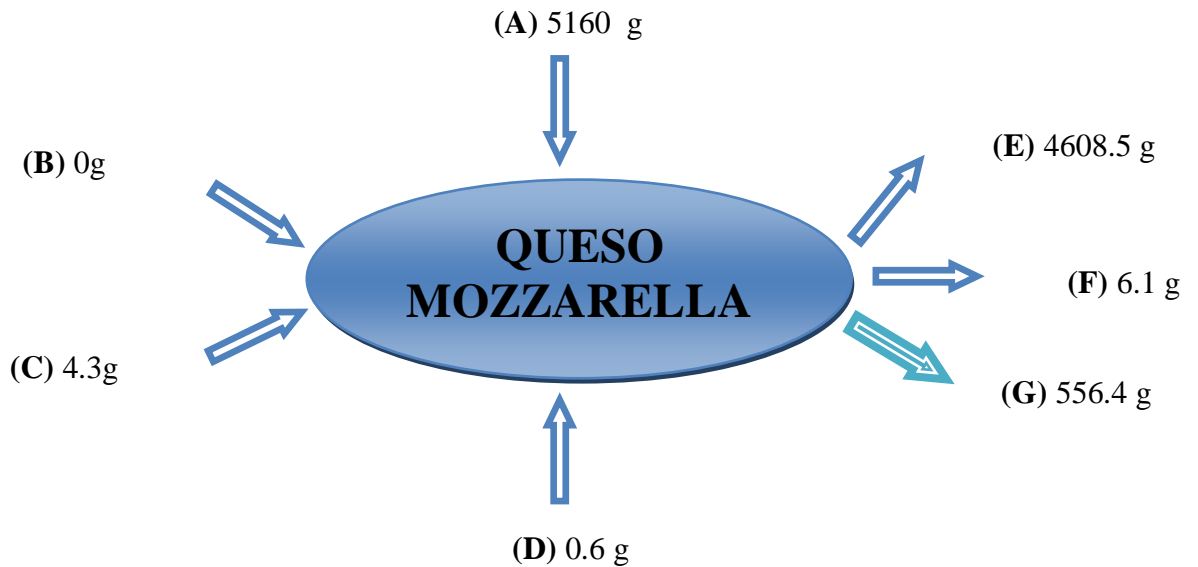 (A) 5160 g
(B) 0g
(E) 4608.5 g
QUESO
MOZZARELLA
(F) 6.1 g
(C) 4.3g
(G) 556.4 g
(D) 0.6 g